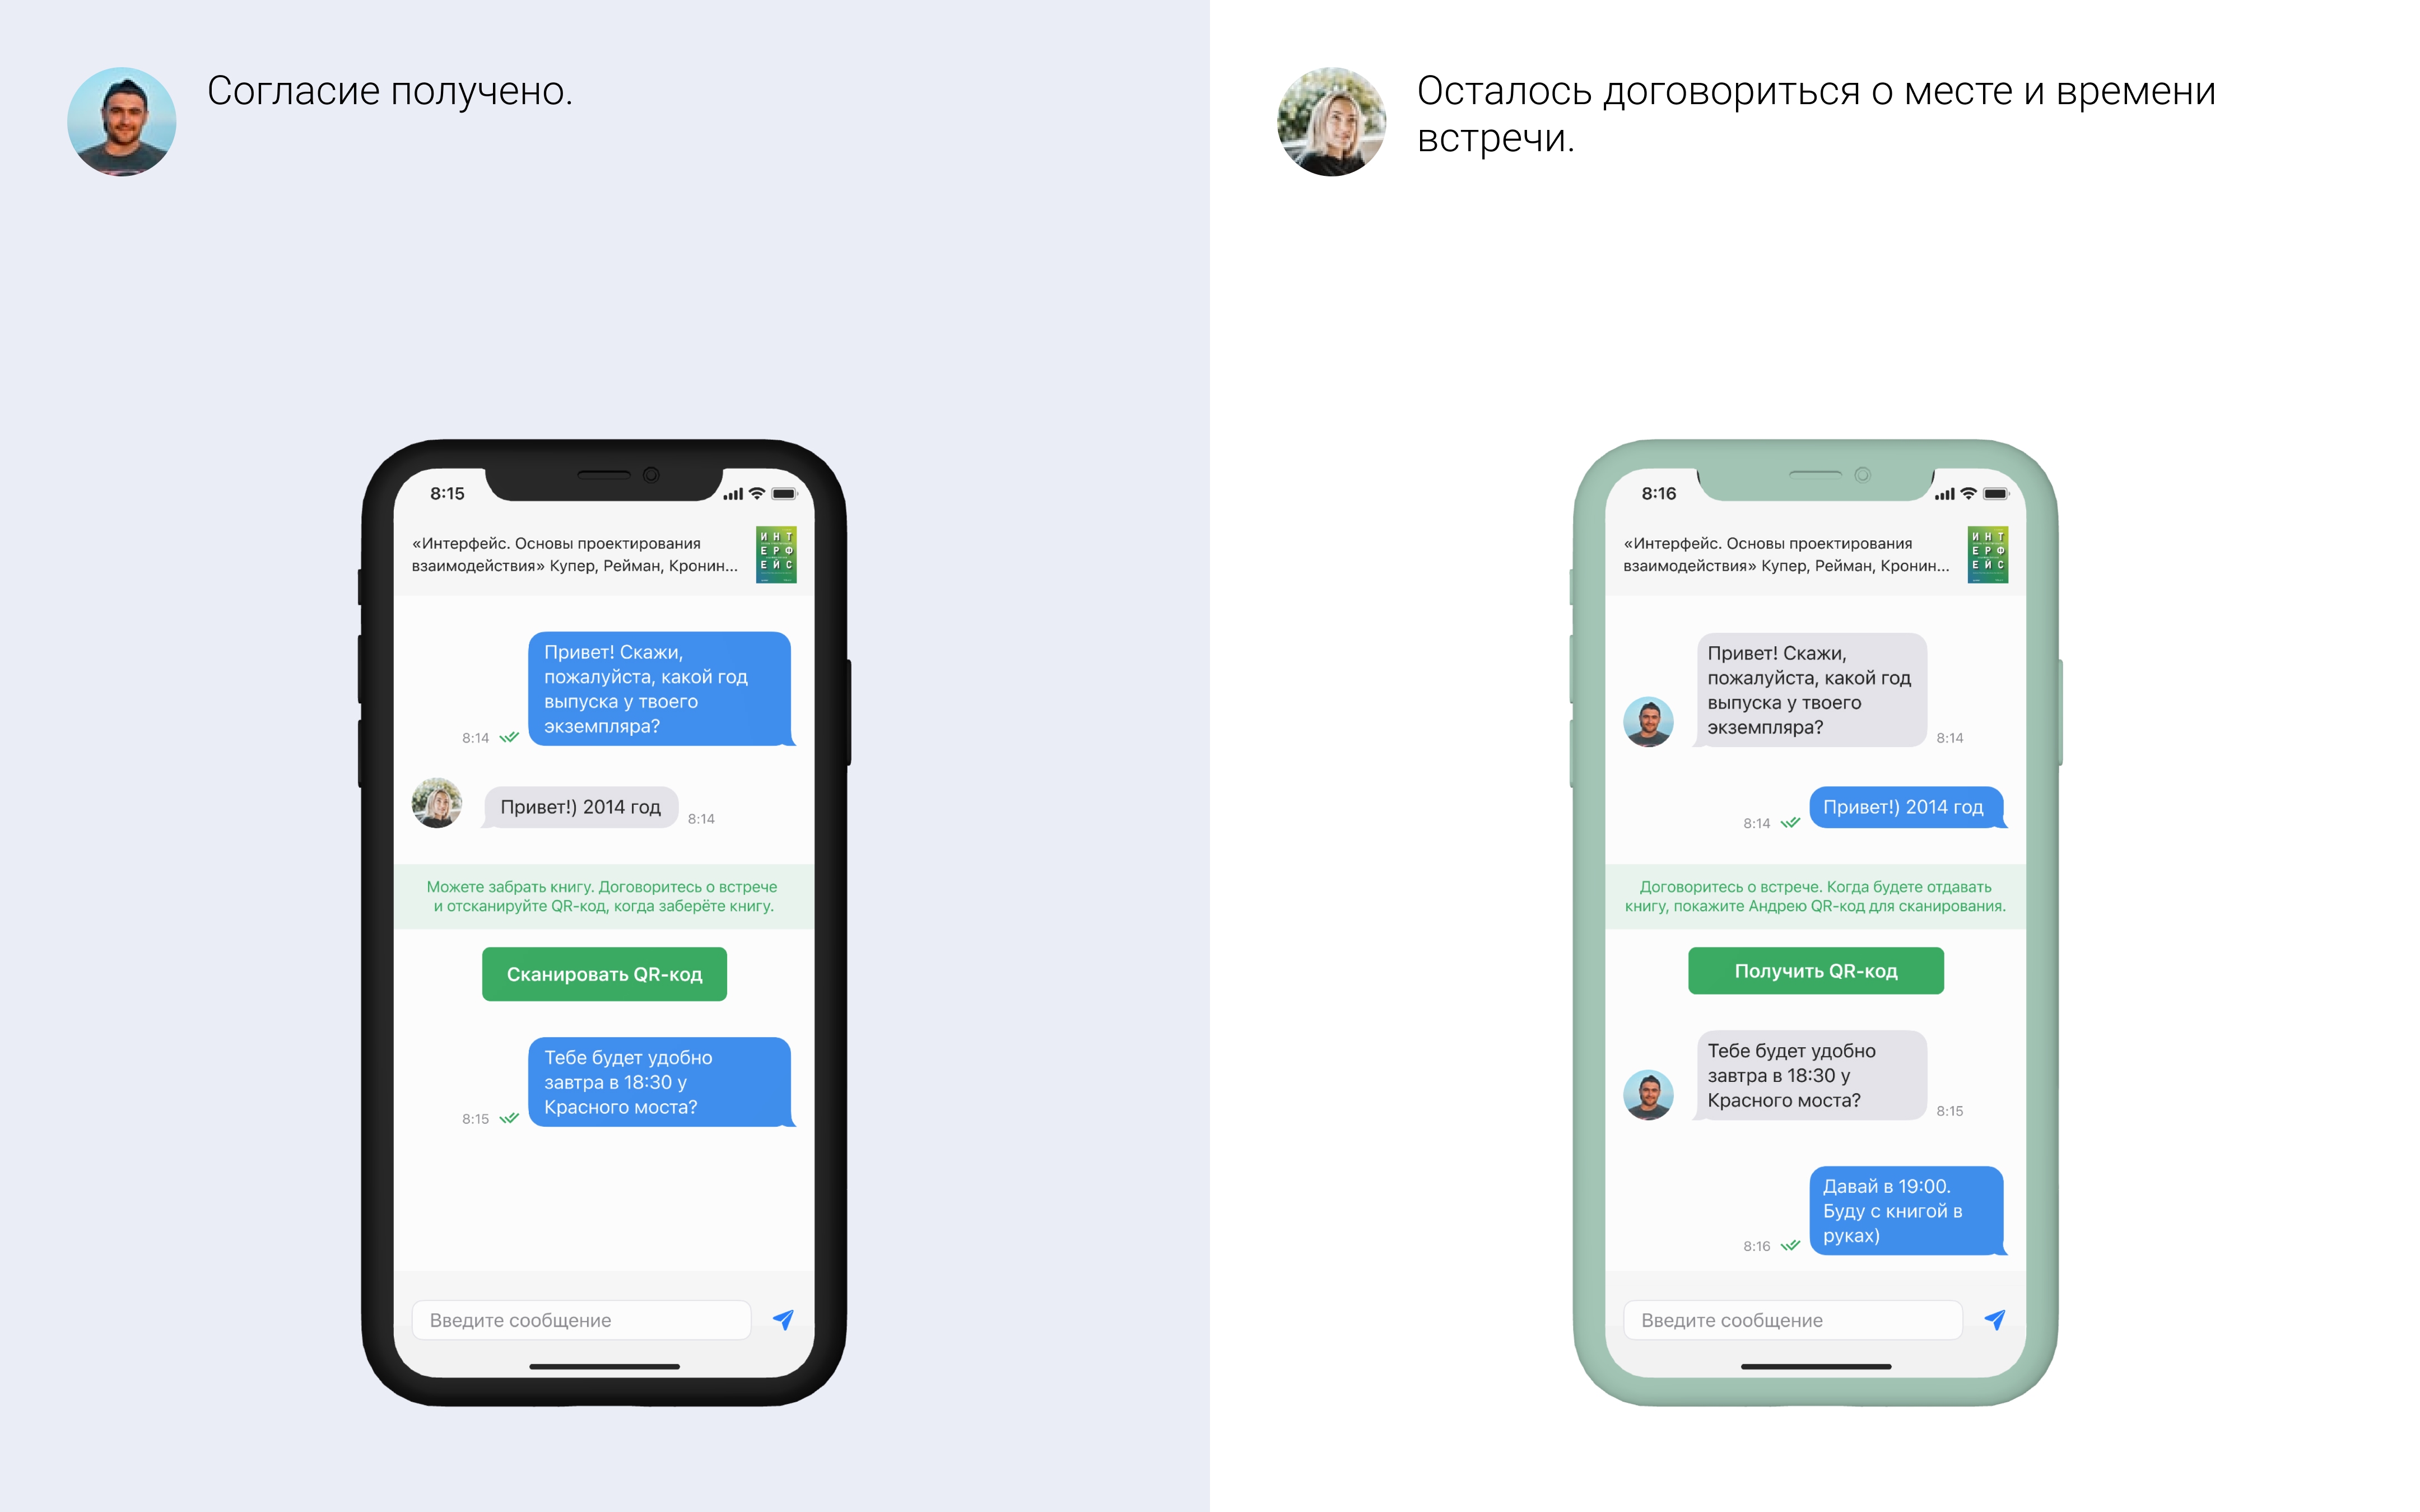 Согласие получено.
8:15
«Интерфейс. Основы проектирования
взаимодействия» Купер, Рейман, Кронин...
ИНТ
ЕРФ
ЕЙС
Привет! Скажи,
пожалуйста, какой год
выпуска у твоего
экземпляра?
8:14
Привет!) 2014 год
8:14
Можете забрать книгу. Договоритесь о встрече
и отсканируйте QR-код, когда заберёте книгу.
Сканировать QR-код
Тебе будет удобно
завтра в 18:30 у
Красного моста?
8:15
Введите сообщение
Осталось договориться о месте и времени
встречи.
8:16
«Интерфейс. Основы проектирования
взаимодействия» Купер, Рейман, Кронин...
ИНТ
ЕРФ
ЕЙС
Привет! Скажи,
пожалуйста, какой год
выпуска у твоего
экземпляра?
8:14
Привет!) 2014 год
8:14
Договоритесь о встрече. Когда будете отдавать
книгу, покажите Андрею QR-код для сканирования.
Получить QR-код
Тебе будет удобно
завтра в 18:30 у
Красного моста?
8:15
Давай в 19:00.
Буду с книгой в
руках)
8:16
Введите сообщение